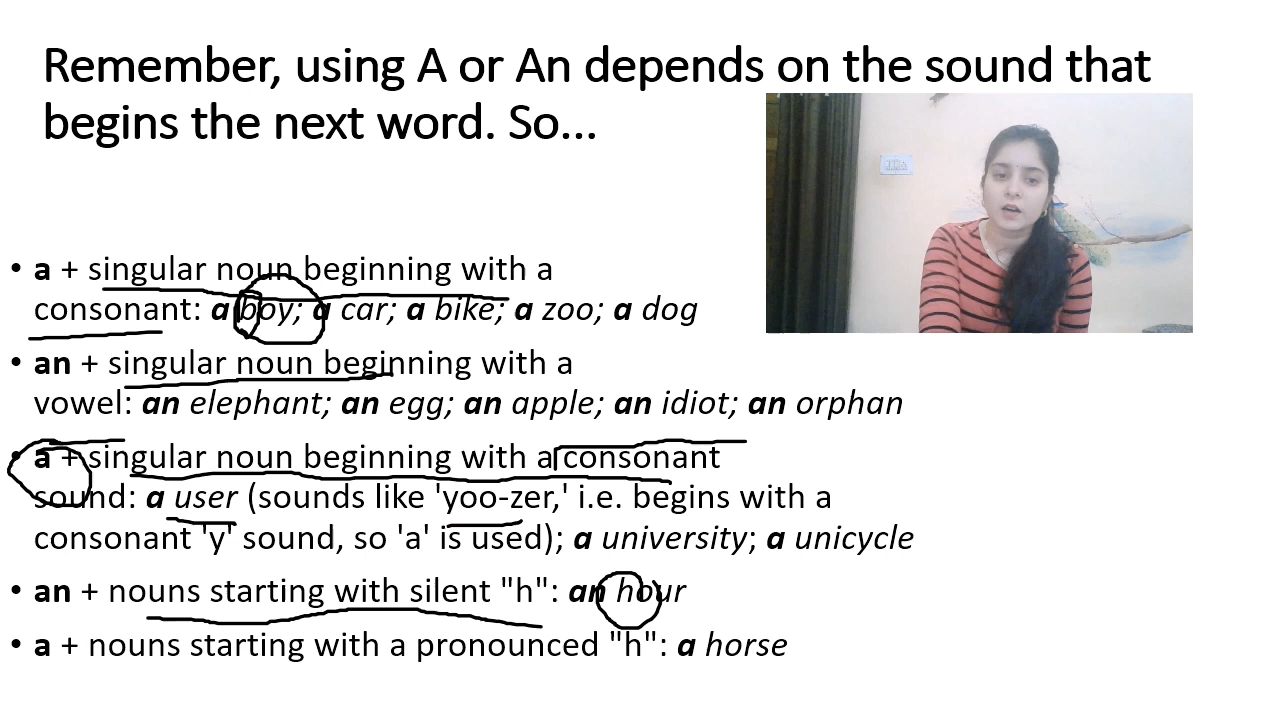 Remember, using A or An depends on the sound that
begins the next word. So...
• a + singular noun beginning with a
consonant: a boy; a car; a bike; a zoo; a dog
• an + singular noun beginning with a
vowel: an elephant; an egg; an apple; an idiot; an orphan
• a + singular noun beginning with a consonant
sound: a user (sounds like 'yoo-zer,' i.e. begins with a
consonant 'y' sound, so 'a' is used); a university; a unicycle
• an + nouns starting with silent "h": an hour
• a + nouns starting with a pronounced "h": a horse